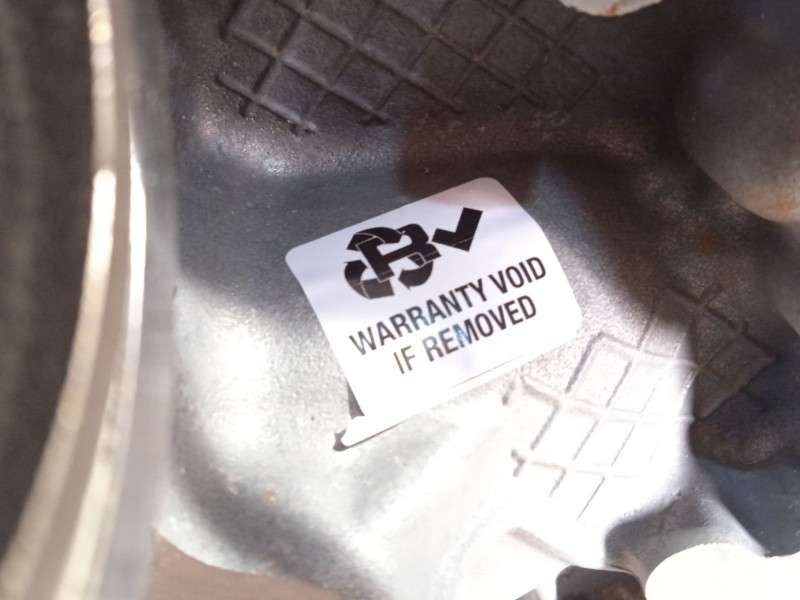 R
WARRANTY VOID
IF REMOVED